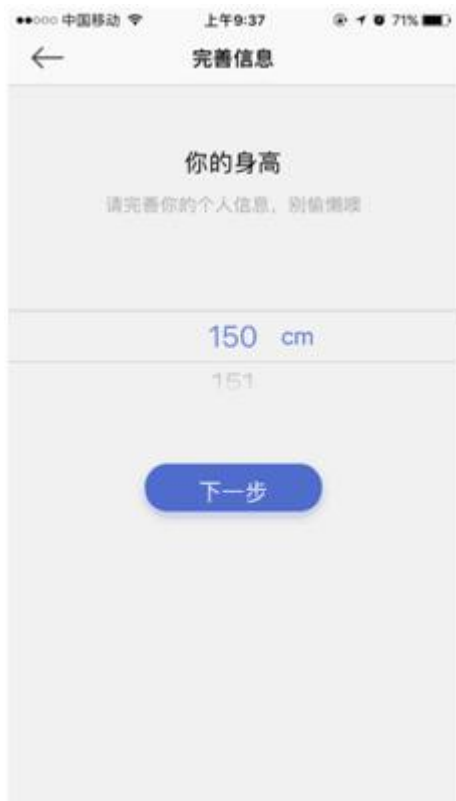 中国移动 上午9:37 71%
完善信息
你的身高
请完善你的个人信息，别偷懒噢
150 cm
151
下一步